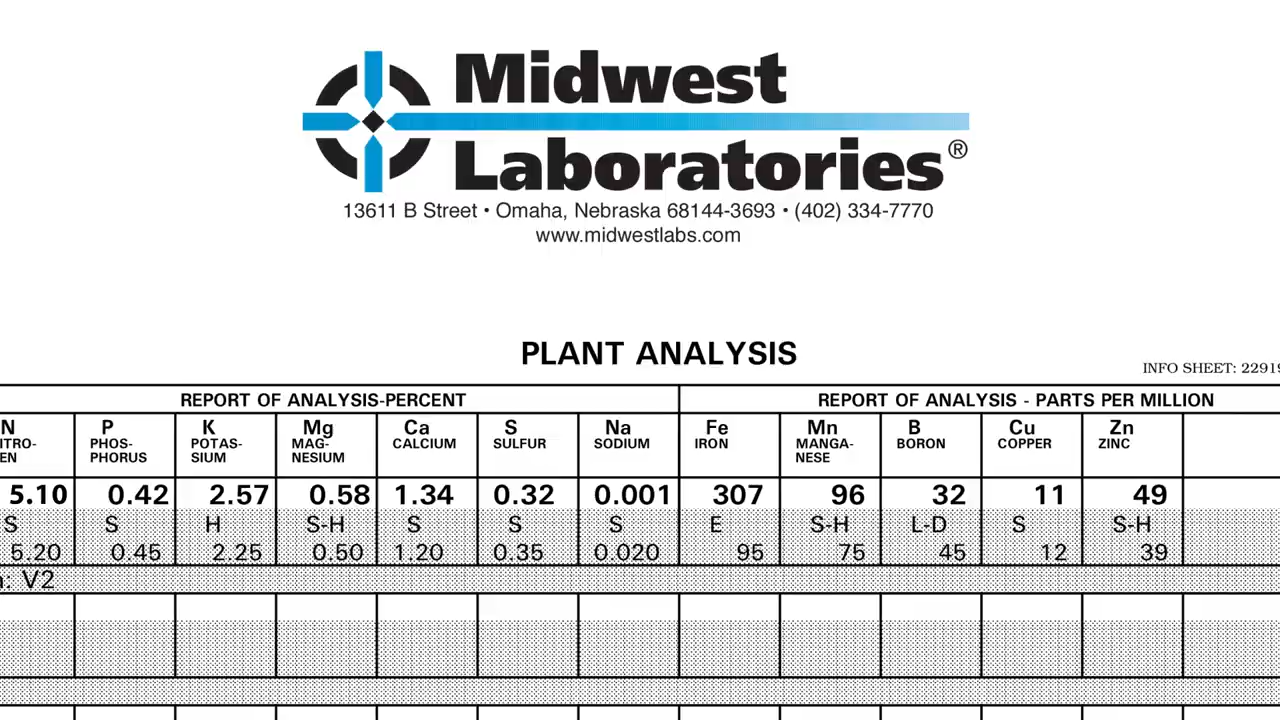 Midwest
Laboratories®
13611 B Street • Omaha, Nebraska 68144-3693 • (402) 334-7770
www.midwestlabs.com
PLANT ANALYSIS
INFO SHEET: 22919
REPORT OF ANALYSIS-PERCENT REPORT OF ANALYSIS - PARTS PER MILLION
N P K Mg Ca S Na Fe Mn B Cu Zn
ITRO- PHOS- POTAS- MAG- CALCIUM SULFUR SODIUM IRON MANGA- BORON COPPER ZINC
EN PHORUS SIUM NESIUM NESE
5.10 0.42 2.57 0.58 1.34 0.32 0.001 307 96 32 11 49
S S H S-H S S S E S-H L-D S S-H
5.20 0.45 2.25 0.50 1.20 0.35 0.020 95 75 45 12 39
: V2